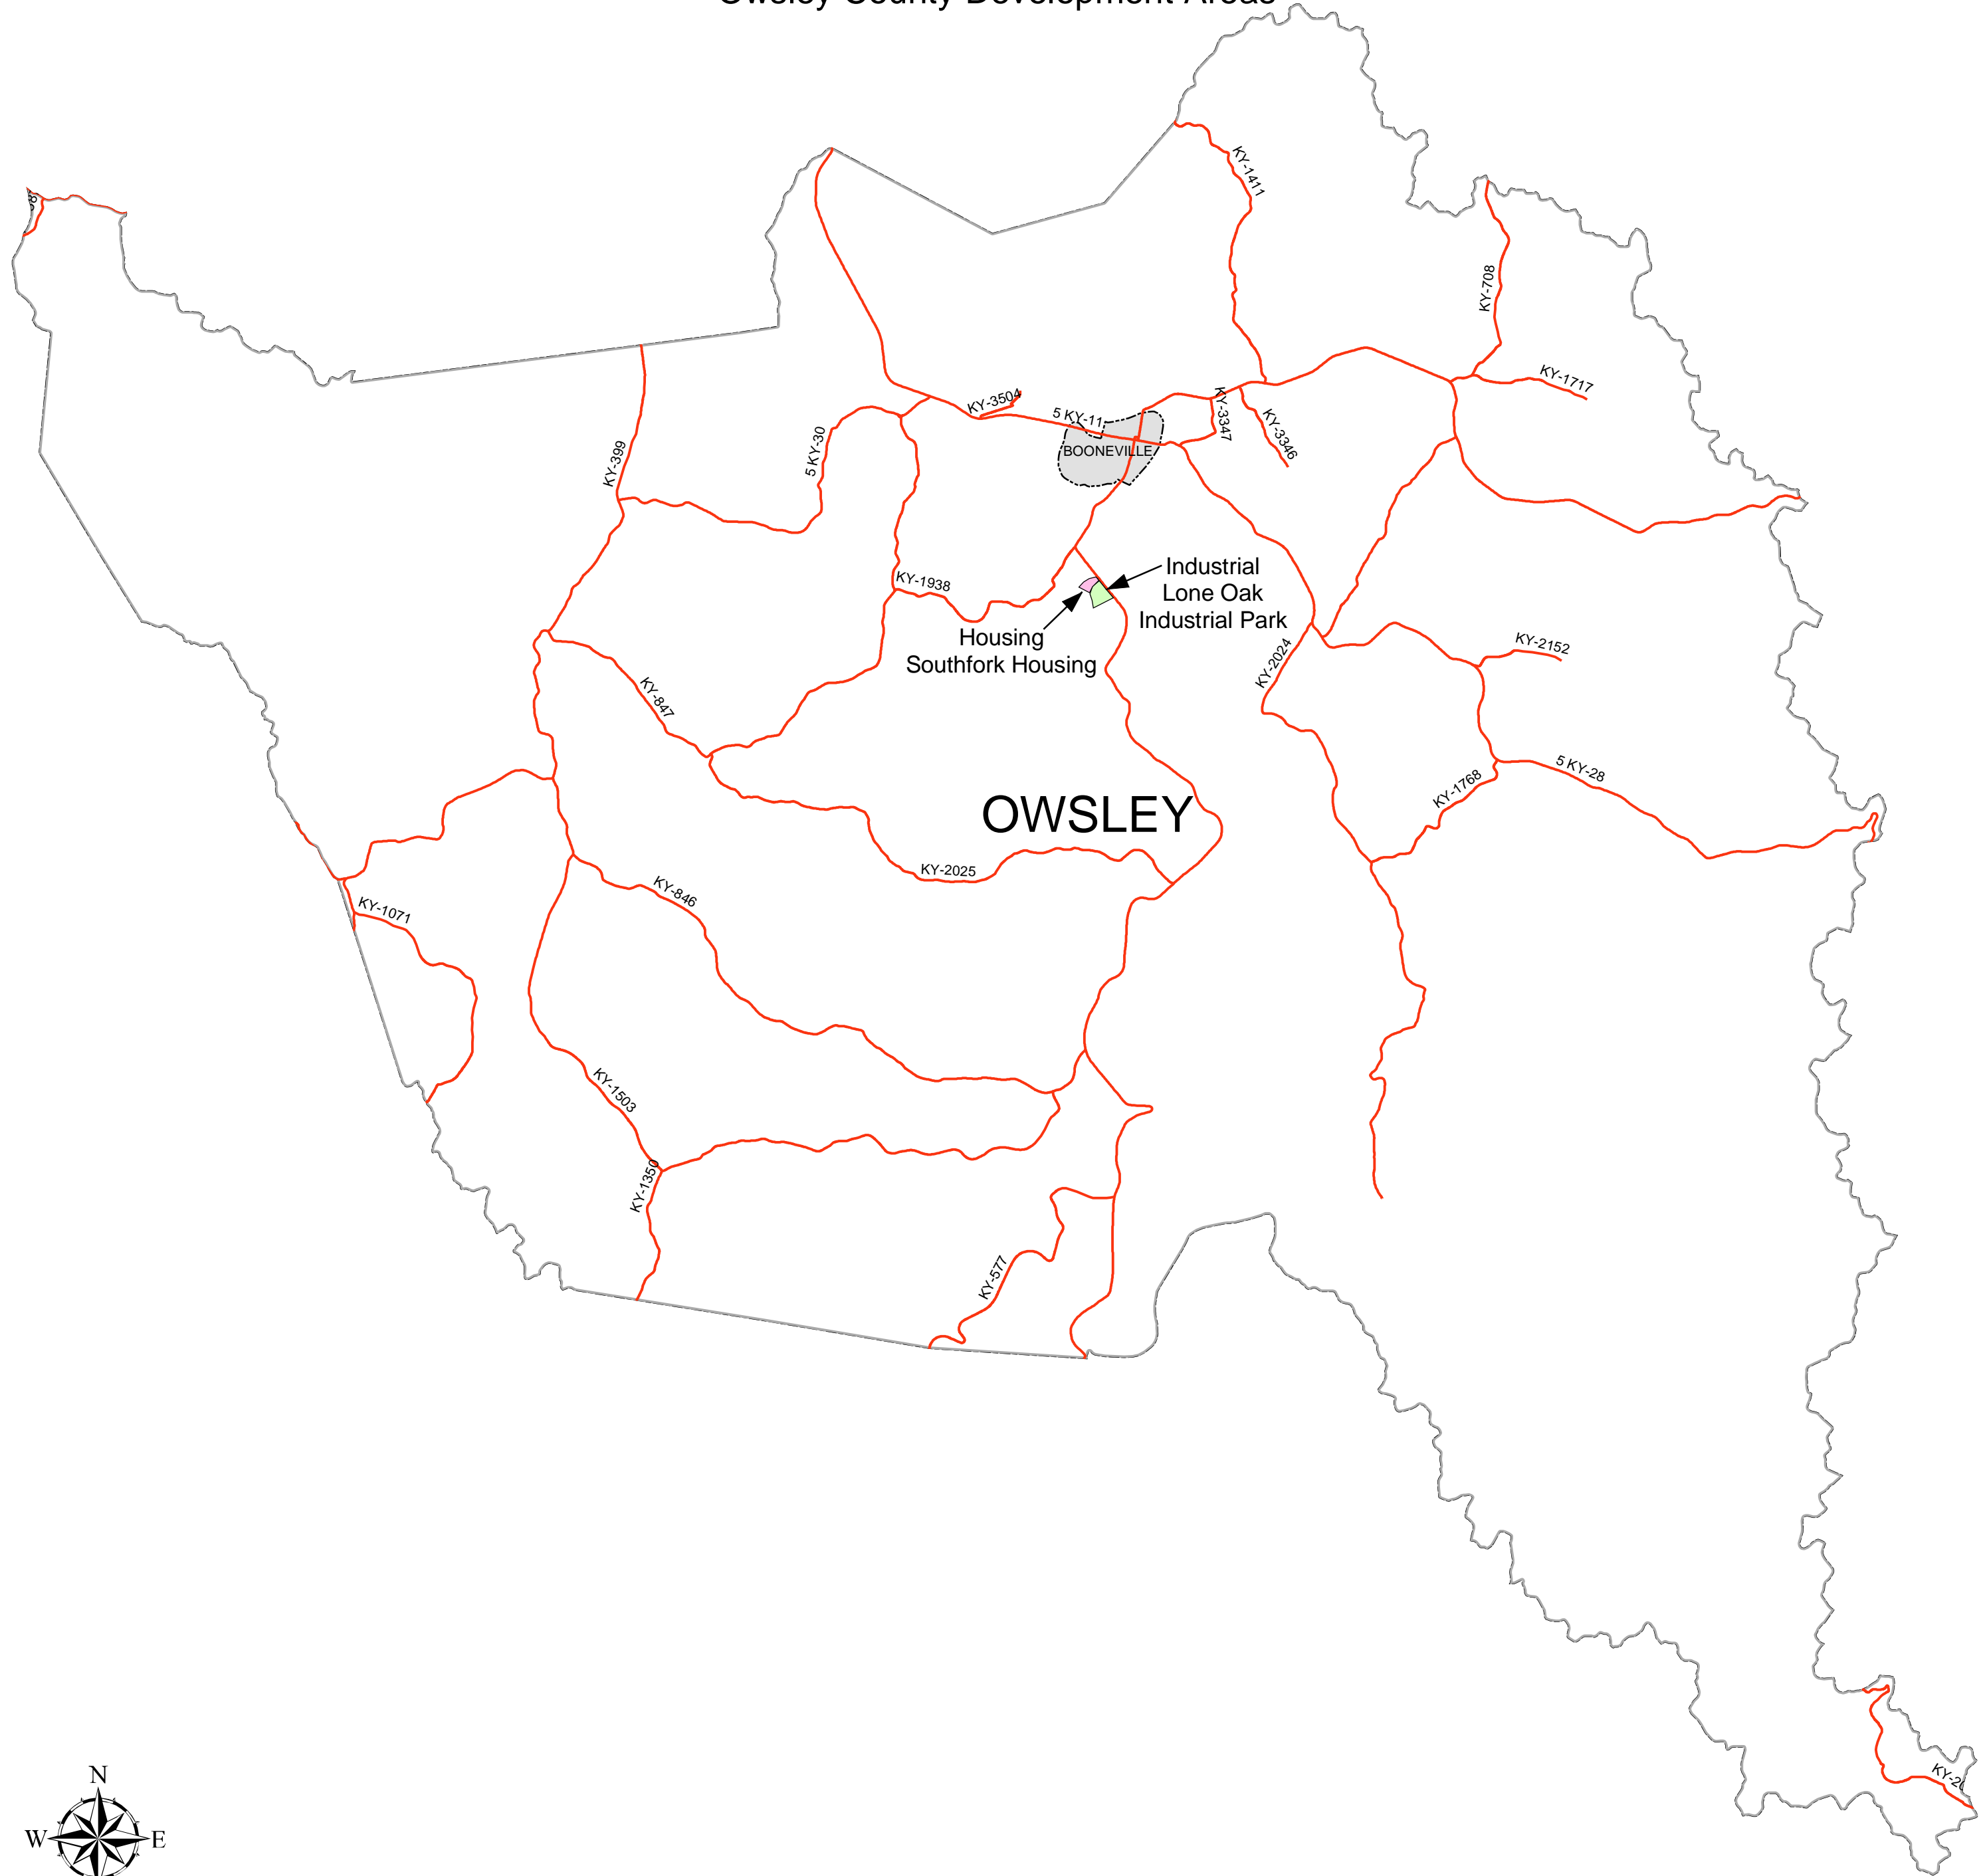 Owsley County Development Areas
KY-1411
KY-708
KY-1717
KY-3504
5 KY-11
KY-3347
KY-3346
BOONEVILLE
5 KY-30
KY-399
Industrial
Lone Oak
Industrial Park
KY-1938
Housing
Southfork Housing
KY-2024
KY-2152
KY-847
5 KY-28
KY-1768
OWSLEY
KY-2025
KY-846
KY-1071
KY-1503
KY-1350
KY-577
N
W
E